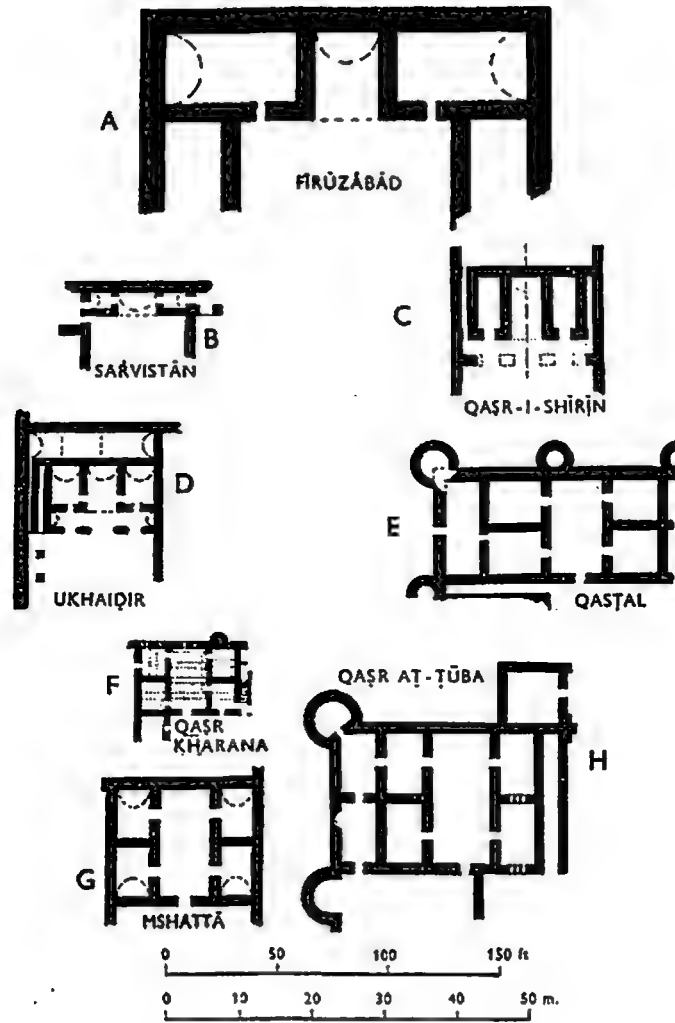 A
FĪRŪZĀBĀD
B
SARVISTĀN
C
QAṢR-I-SHĪRĪN
D
UKHAIḌIR
E
QASṬAL
F
QAṢR
KHARANA
G
MSHATTĀ
QAṢR AṬ-ṬŪBA
H
0 50 100 150 ft
0 10 20 30 40 50 m.